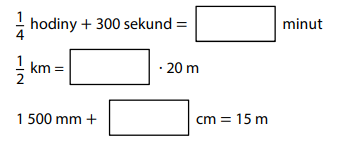 1/4 hodiny + 300 sekund = minut
1/2 km = · 20 m
1 500 mm + cm = 15 m